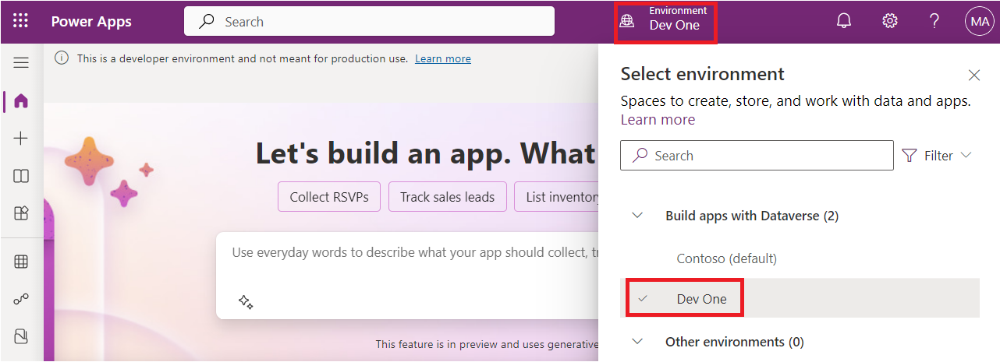 Power Apps
Search
Environment
Dev One
?
MA
This is a developer environment and not meant for production use. Learn more
Let's build an app. What
Collect RSVPs
Track sales leads
List inventory
Use everyday words to describe what your app should collect, tr
This feature is in preview and uses generative
Select environment
Spaces to create, store, and work with data and apps.
Learn more
Search
Filter
Build apps with Dataverse (2)
Contoso (default)
Dev One
Other environments (0)